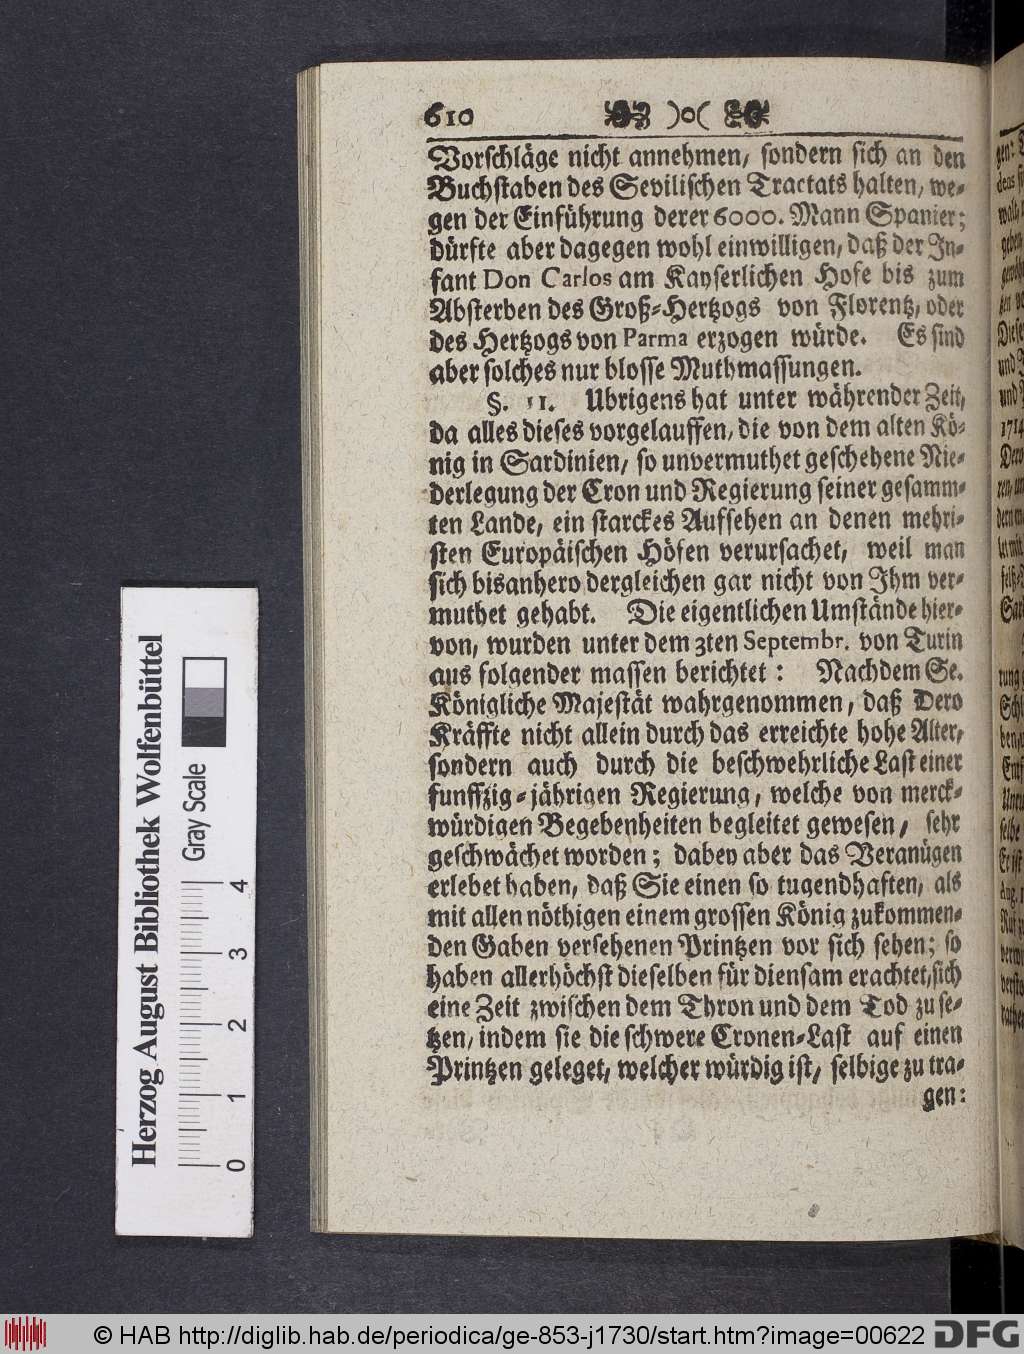 610 )o(
Vorschläge nicht annehmen, sondern sich an den
Buchstaben des Sevilischen Tractats halten, we-
gen der Einführung derer 6000. Mann Spanier;
dürfte aber dagegen wohl einwilligen, daß der In-
fant Don Carlos am Kayserlichen Hofe bis zum
Absterben des Groß-Hertzogs von Florentz, oder
des Hertzogs von Parma erzogen würde. Es sind
aber solches nur blosse Muthmassungen.
§. 11. Ubrigens hat unter währender Zeit,
da alles dieses vorgelauffen, die von dem alten Kö-
nig in Sardinien, so unvermuthet geschehene Nie-
derlegung der Cron und Regierung seiner gesamm-
ten Lande, ein starckes Aufsehen an denen mehri-
sten Europäischen Höfen verursachet, weil man
sich bisanhero dergleichen gar nicht von Ihm ver-
muthet gehabt. Die eigentlichen Umstände hier-
von, wurden unter dem 3ten Septembr. von Turin
aus folgender massen berichtet: Nachdem Se.
Königliche Majestät wahrgenommen, daß Dero
Kräffte nicht allein durch das erreichte hohe Alter,
sondern auch durch die beschwehrliche Last einer
funffzig-jährigen Regierung, welche von merck-
würdigen Begebenheiten begleitet gewesen, sehr
geschwächet worden; dabey aber das Vergnügen
erlebet haben, daß Sie einen so tugendhaften, als
mit allen nöthigen einem grossen König zukommen-
den Gaben versehenen Printzen vor sich sehen; so
haben allerhöchst dieselben für diensam erachtet, sich
eine Zeit zwischen dem Thron und dem Tod zu se-
tzen, indem sie die schwere Cronen-Last auf einen
Printzen geleget, welcher würdig ist, selbige zu tra-
gen:
Herzog August Bibliothek Wolfenbüttel
Gray Scale
0 1 2 3 4
© HAB http://diglib.hab.de/periodica/ge-853-j1730/start.htm?image=00622 DFG